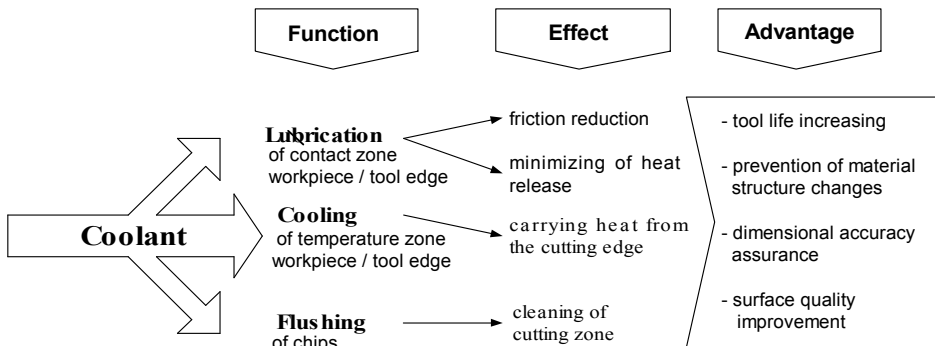 Function
Effect
Advantage
Coolant
Lubrication
of contact zone
workpiece / tool edge
friction reduction
minimizing of heat
release
Cooling
of temperature zone
workpiece / tool edge
carrying heat from
the cutting edge
Flushing
of chips
cleaning of
cutting zone
- tool life increasing
- prevention of material
structure changes
- dimensional accuracy
assurance
- surface quality
improvement